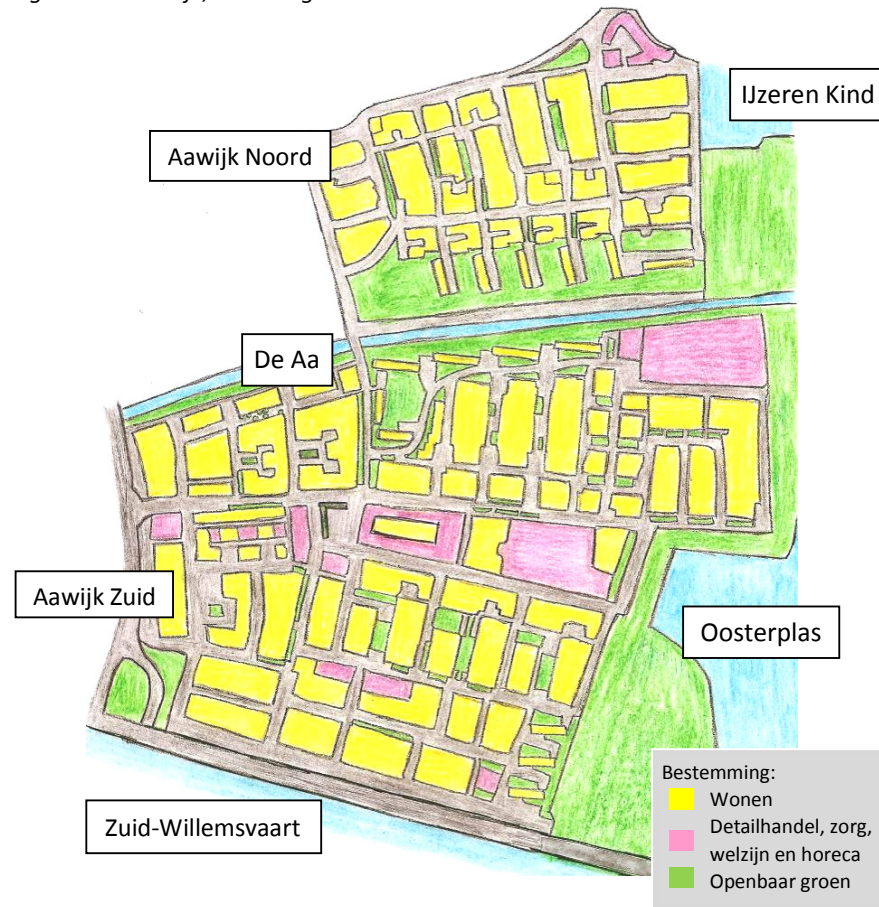 IJzeren Kind
Aawijk Noord
De Aa
Aawijk Zuid
Oosterplas
Zuid-Willemsvaart
Bestemming:
Wonen
Detailhandel, zorg,
welzijn en horeca
Openbaar groen